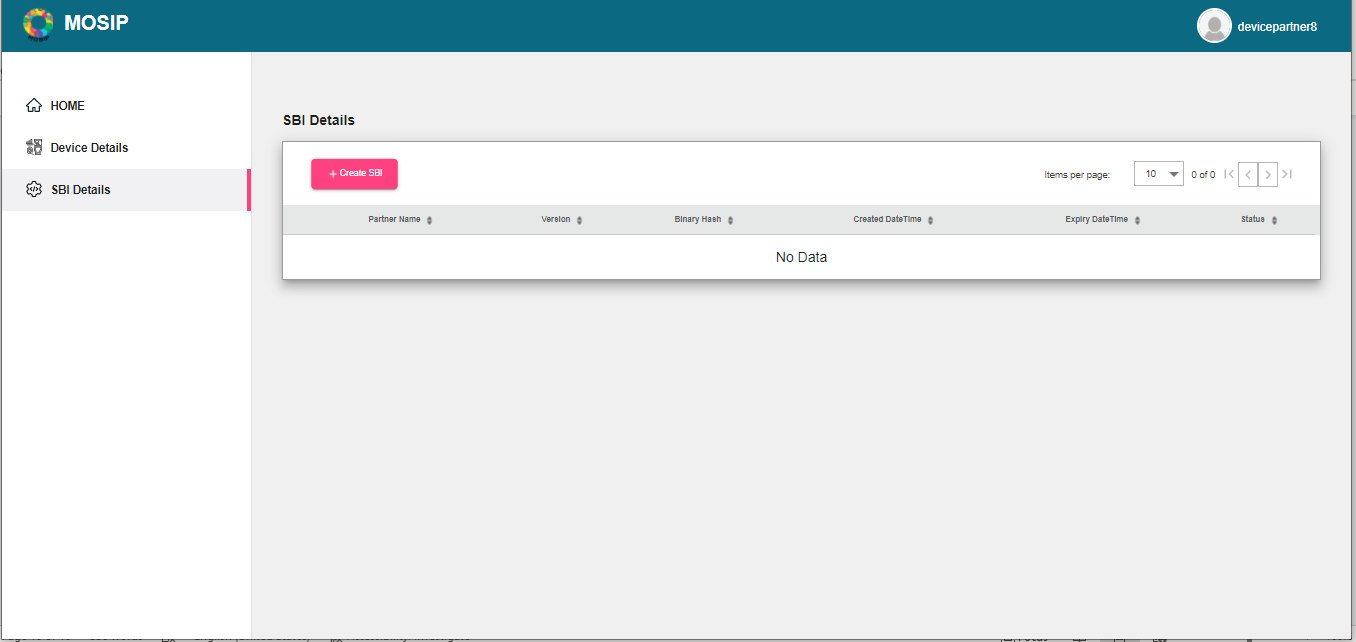 MOSIP
devicepartner8
HOME
Device Details
SBI Details
SBI Details
+ Create SBI
Items per page: 10 0 of 0
Partner Name Version Binary Hash Created DateTime Expiry DateTime Status
No Data